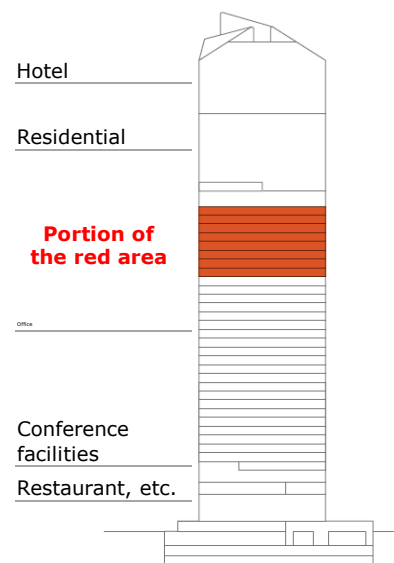 Hotel
Residential
Portion of
the red area
Office
Conference
facilities
Restaurant, etc.